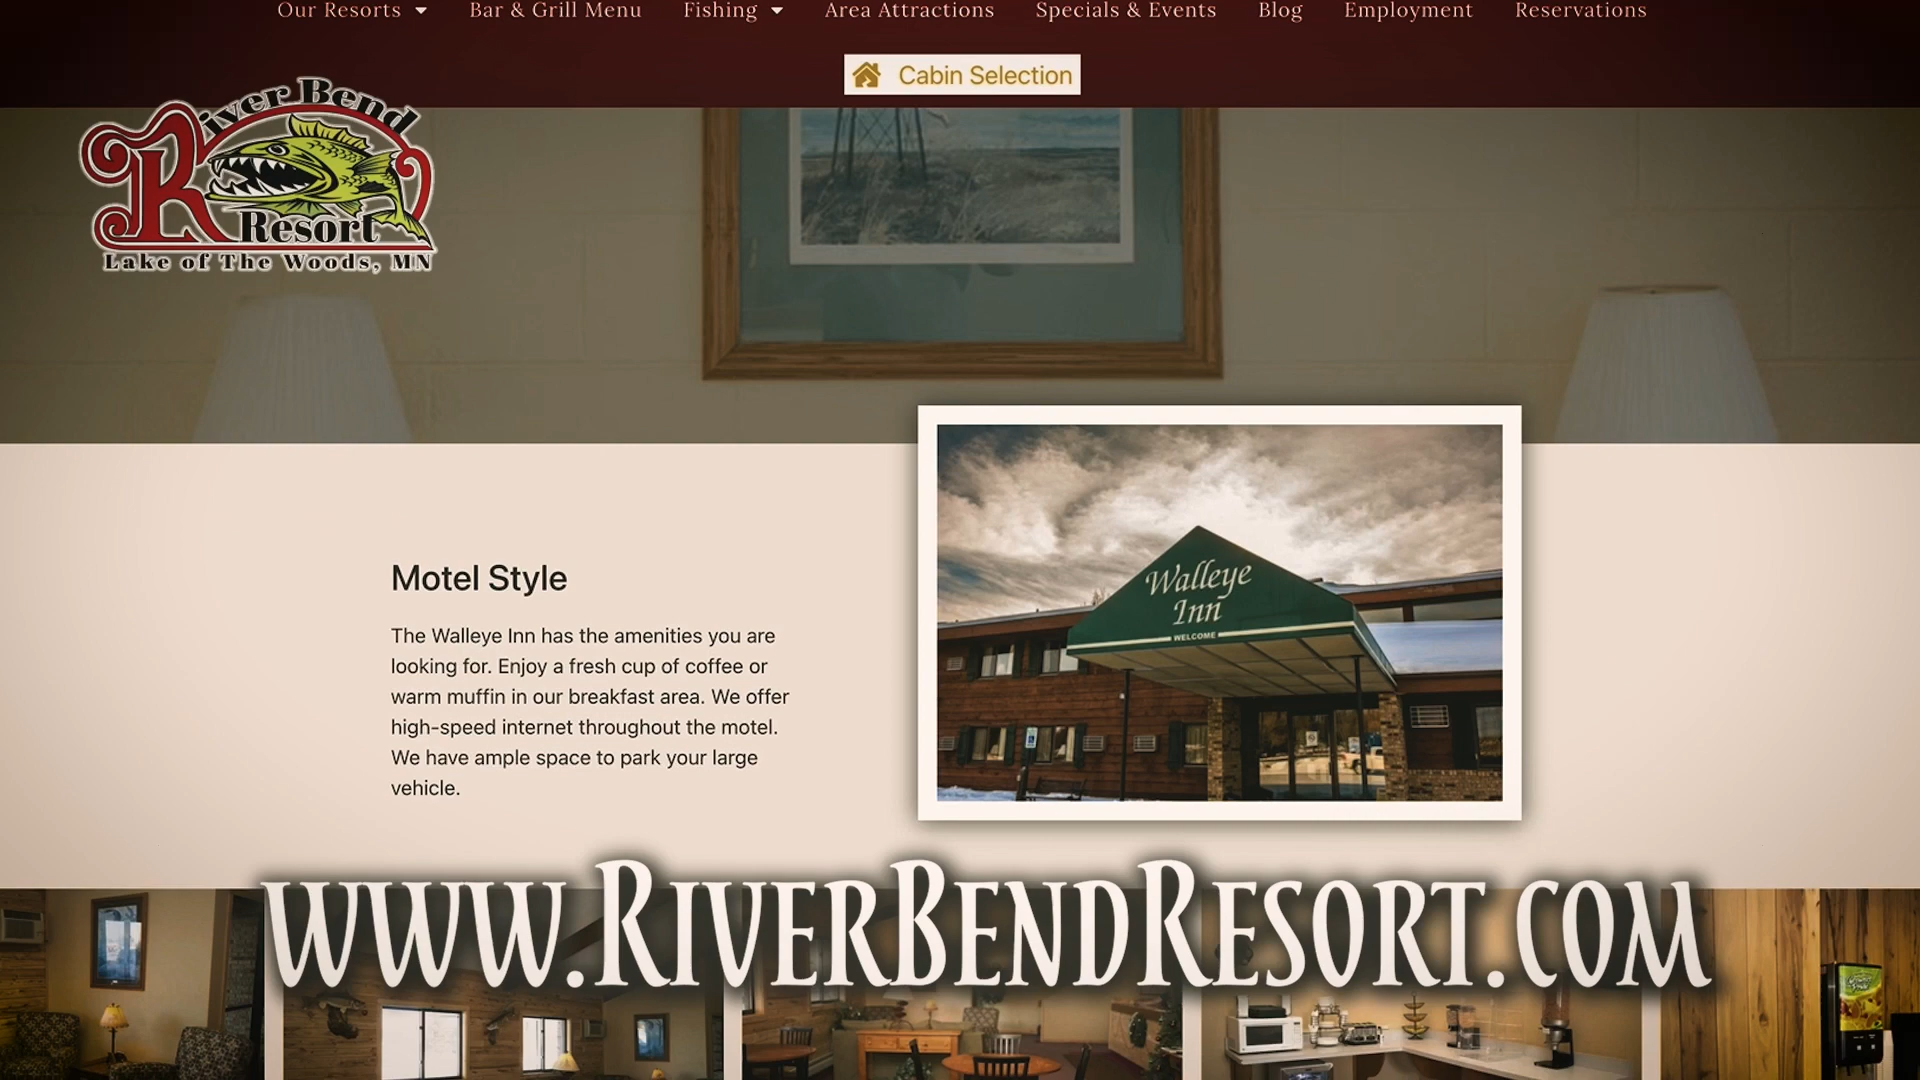 Our Resorts
Bar & Grill Menu
Fishing
Area Attractions
Specials & Events
Blog
Employment
Reservations
Cabin Selection
River Bend
Resort
Lake of The Woods, MN
Walleye
Inn
WELCOME
Motel Style
The Walleye Inn has the amenities you are
looking for. Enjoy a fresh cup of coffee or
warm muffin in our breakfast area. We offer
high-speed internet throughout the motel.
We have ample space to park your large
vehicle.
www.RiverBendResort.com